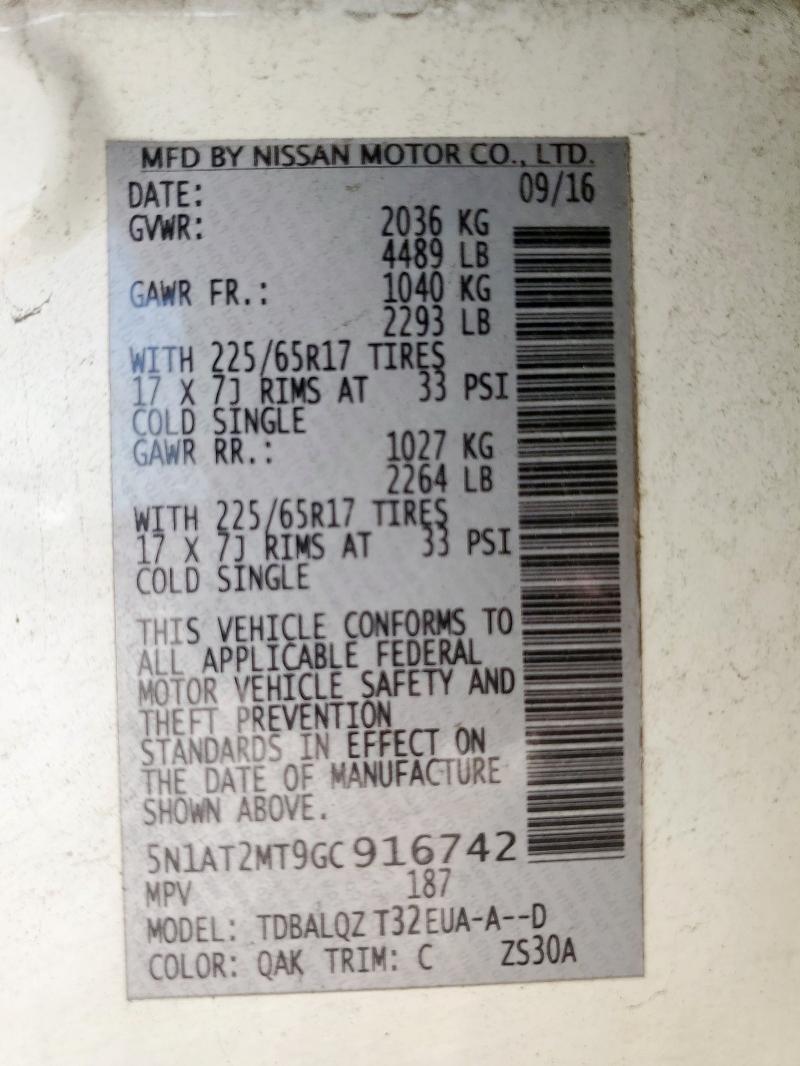 MFD BY NISSAN MOTOR CO., LTD.
DATE: 09/16
GVWR: 2036 KG
4489 LB
GAWR FR.: 1040 KG
2293 LB
WITH 225/65R17 TIRES
17 X 7J RIMS AT 33 PSI
COLD SINGLE
GAWR RR.: 1027 KG
2264 LB
WITH 225/65R17 TIRES
17 X 7J RIMS AT 33 PSI
COLD SINGLE
THIS VEHICLE CONFORMS TO
ALL APPLICABLE FEDERAL
MOTOR VEHICLE SAFETY AND
THEFT PREVENTION
STANDARDS IN EFFECT ON
THE DATE OF MANUFACTURE
SHOWN ABOVE.
5N1AT2MT9GC916742
MPV 187
MODEL: TDBALQZ T32EUA-A--D
COLOR: QAK TRIM: C ZS30A